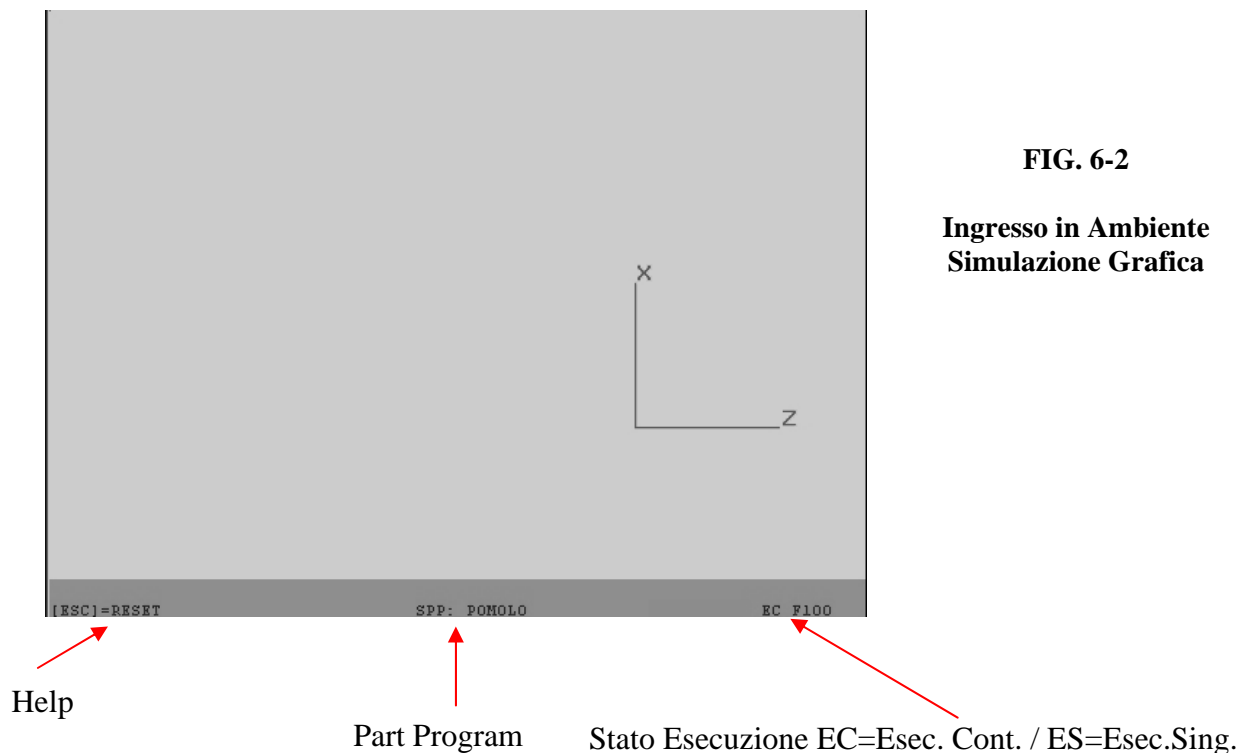 FIG. 6-2
Ingresso in Ambiente
Simulazione Grafica
X
Z
[ESC]=RESET SPP: POMOLO EC F100
Help
Part Program
Stato Esecuzione EC=Esec. Cont. / ES=Esec.Sing.